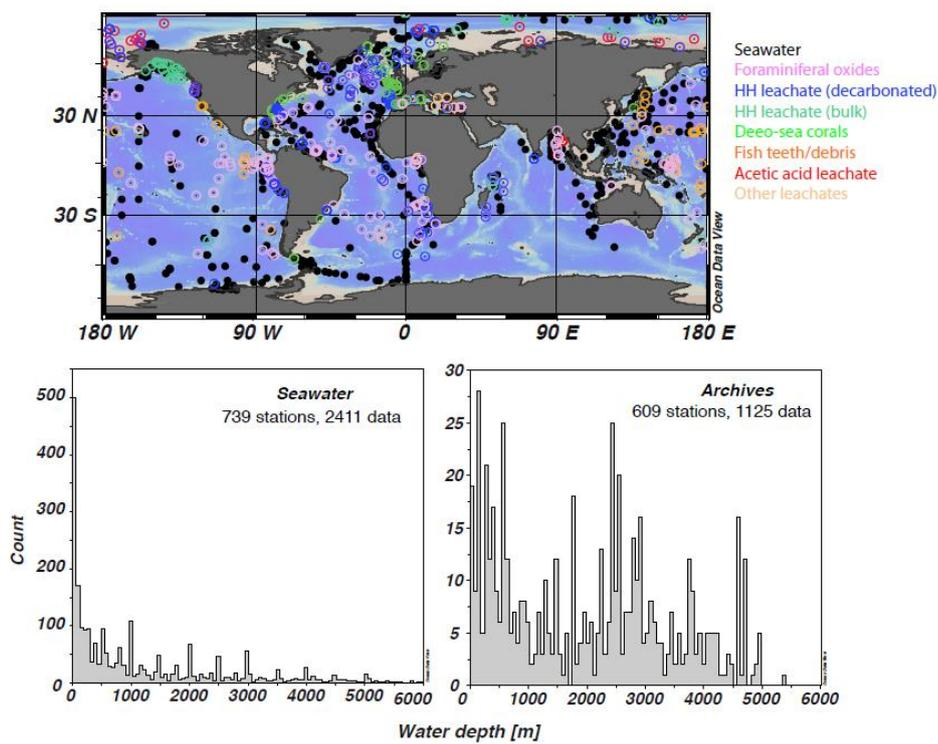 Seawater
Foraminiferal oxides
HH leachate (decarbonated)
HH leachate (bulk)
Deeo-sea corals
Fish teeth/debris
Acetic acid leachate
Other leachates
30 N
30 S
Ocean Data View
180 W 90 W 0 90 E 180 E
Seawater
739 stations, 2411 data
500
400
300
200
100
0
Count
0 1000 2000 3000 4000 5000 6000
Archives
609 stations, 1125 data
30
25
20
15
10
5
0
0 1000 2000 3000 4000 5000 6000
Water depth [m]